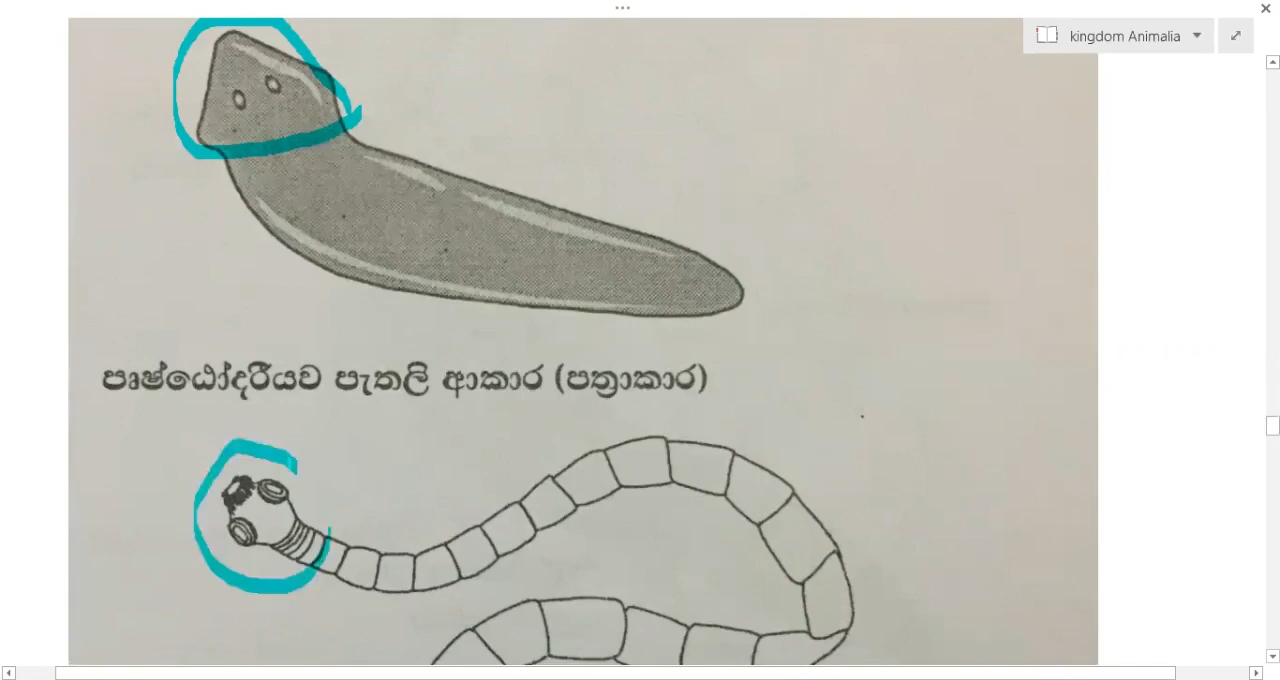 kingdom Animalia
පෘෂ්ඨෝදරීයව පැතලි ආකාර (පත්‍රාකාර)